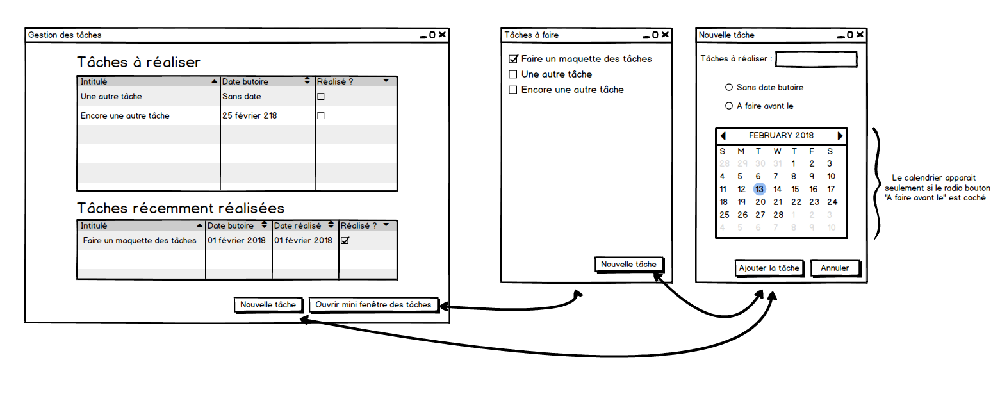 Gestion des tâches
Tâches à réaliser
Intitulé Date butoire Réalisé ?
Une autre tâche Sans date
Encore une autre tâche 25 février 218
Tâches récemment réalisées
Intitulé Date butoire Date réalisé Réalisé ?
Faire un maquette des tâches 01 février 2018 01 février 2018
Nouvelle tâche Ouvrir mini fenêtre des tâches
Tâches à faire
Faire un maquette des tâches
Une autre tâche
Encore une autre tâche
Nouvelle tâche
Nouvelle tâche
Tâches à réaliser :
Sans date butoire
A faire avant le
FEBRUARY 2018
S M T W T F S
28 29 30 31 1 2 3
4 5 6 7 8 9 10
11 12 13 14 15 16 17
18 19 20 21 22 23 24
25 26 27 28 1 2 3
4 5 6 7 8 9 10
Ajouter la tâche Annuler
Le calendrier apparait
seulement si le radio bouton
"A faire avant le" est coché